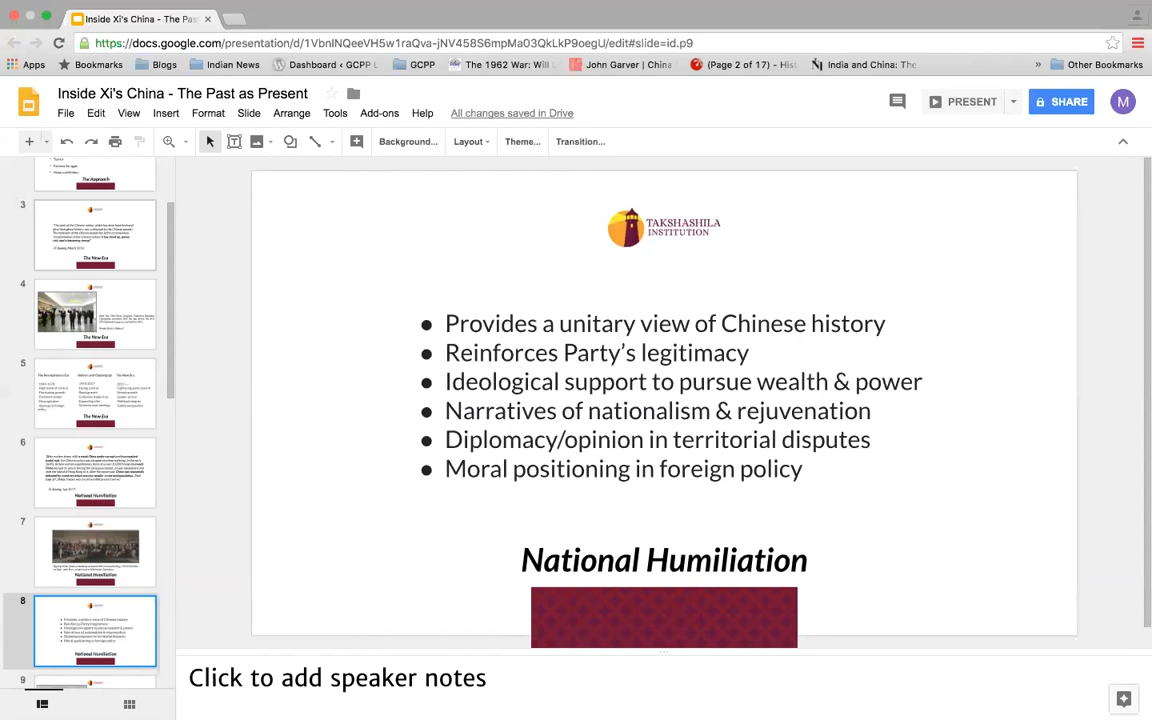 Inside Xi's China - The Pas
https://docs.google.com/presentation/d/1VbnINQeeVH5w1raQva-jNV458S6mpMa03QkLkP9oegU/edit#slide=id.p9
Apps Bookmarks Blogs Indian News Dashboard ‹ GCPP L GCPP The 1962 War: Will John Garver | China (Page 2 of 17) - Hist India and China: The » Other Bookmarks
Inside Xi's China - The Past as Present
File Edit View Insert Format Slide Arrange Tools Add-ons Help All changes saved in Drive
PRESENT SHARE M
Background... Layout Theme... Transition...
The Approach
3
The New Era
4
The New Era
5
The New Era
6
National Humiliation
7
National Humiliation
8
National Humiliation
9
TAKSHASHILA
INSTITUTION
● Provides a unitary view of Chinese history
● Reinforces Party's legitimacy
● Ideological support to pursue wealth & power
● Narratives of nationalism & rejuvenation
● Diplomacy/opinion in territorial disputes
● Moral positioning in foreign policy
National Humiliation
Click to add speaker notes